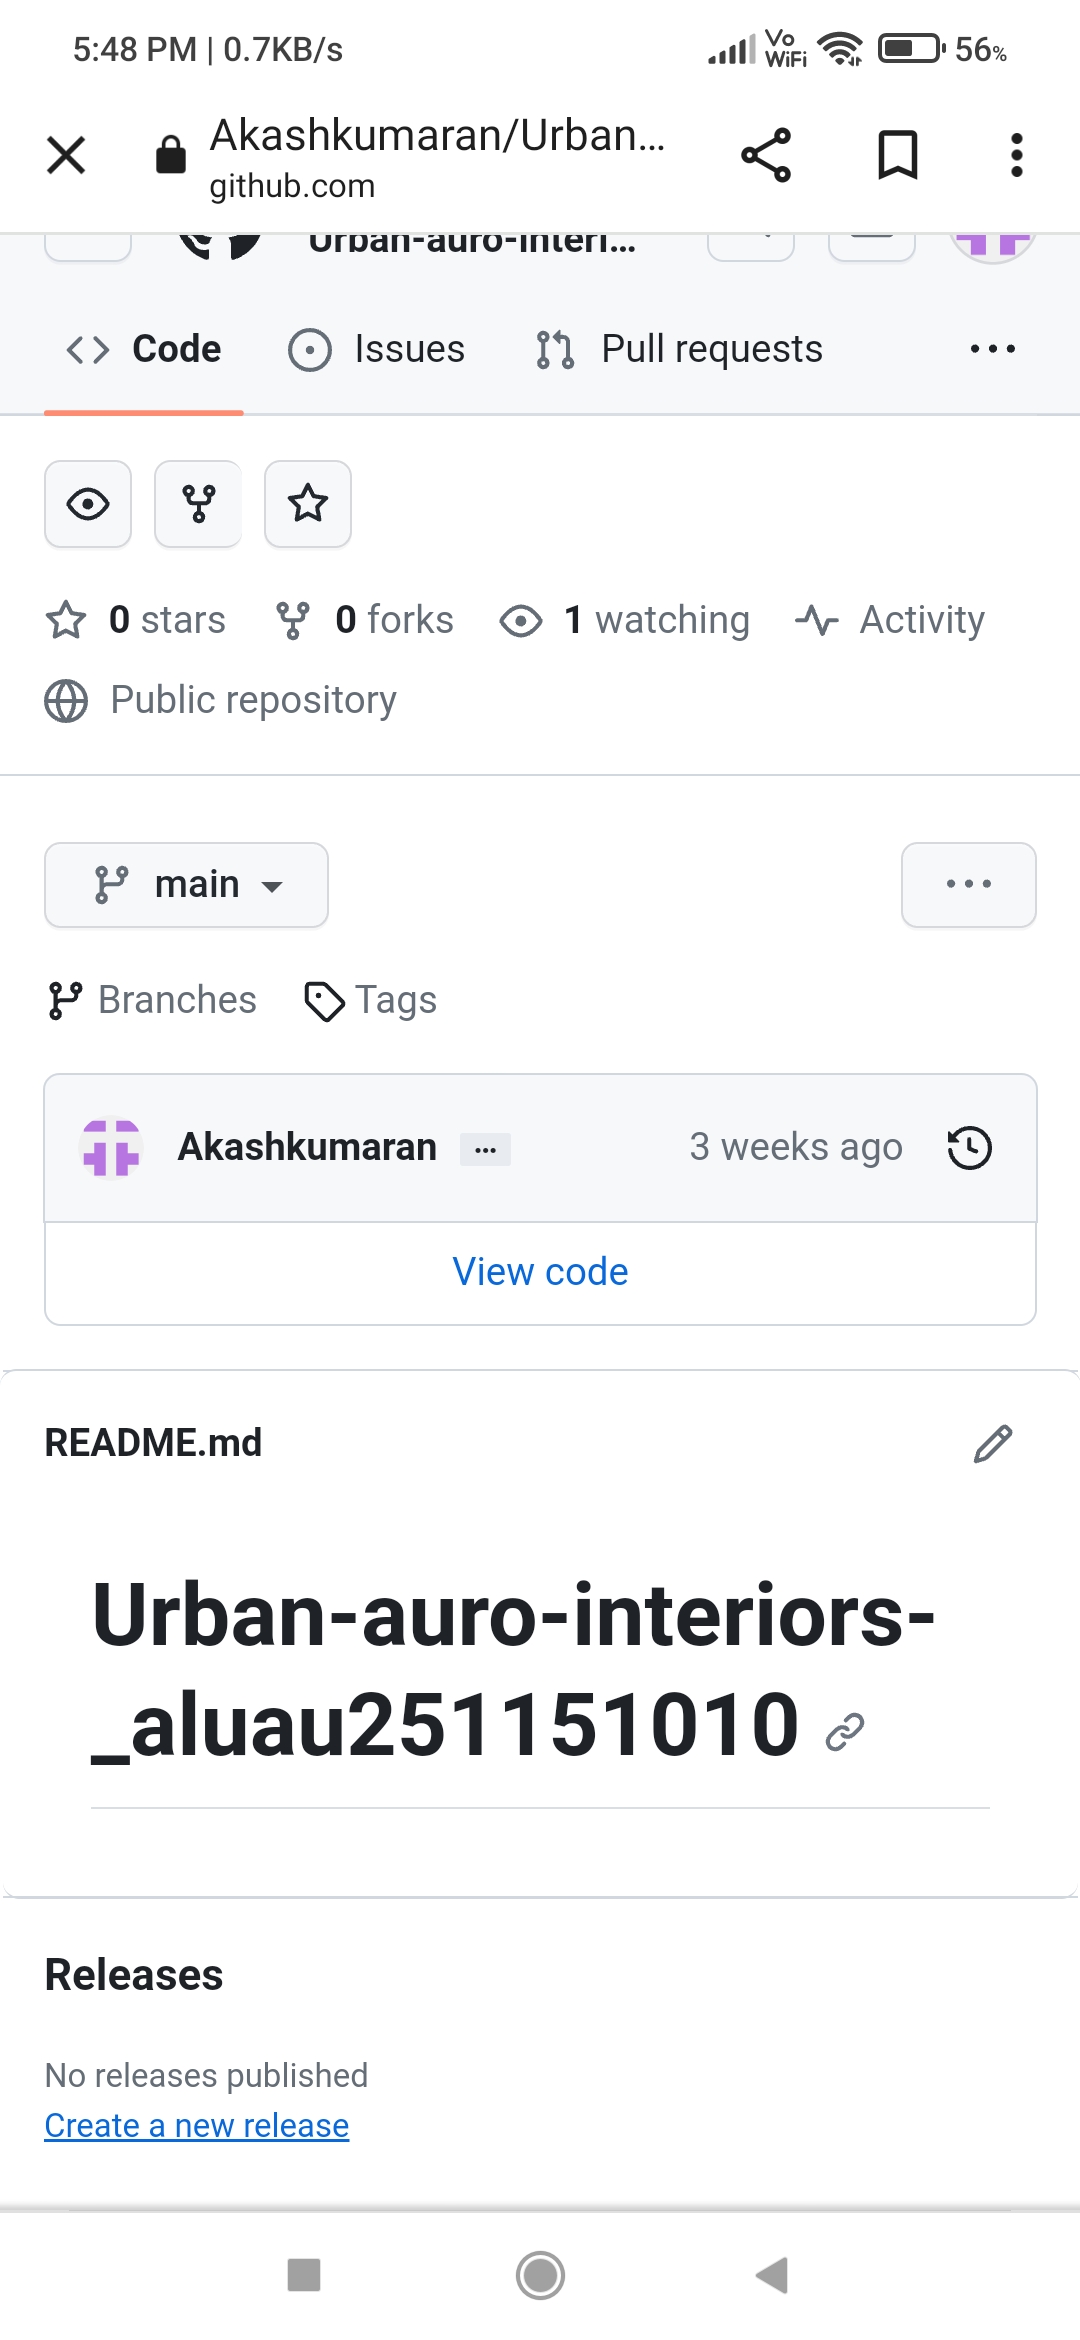 5:48 PM | 0.7KB/s Vo WiFi 56%
Akashkumaran/Urban...
github.com
Urban-auro-interi...
Code Issues Pull requests
0 stars 0 forks 1 watching Activity
Public repository
main
Branches Tags
Akashkumaran ... 3 weeks ago
View code
README.md
Urban-auro-interiors-
_aluau251151010
Releases
No releases published
Create a new release